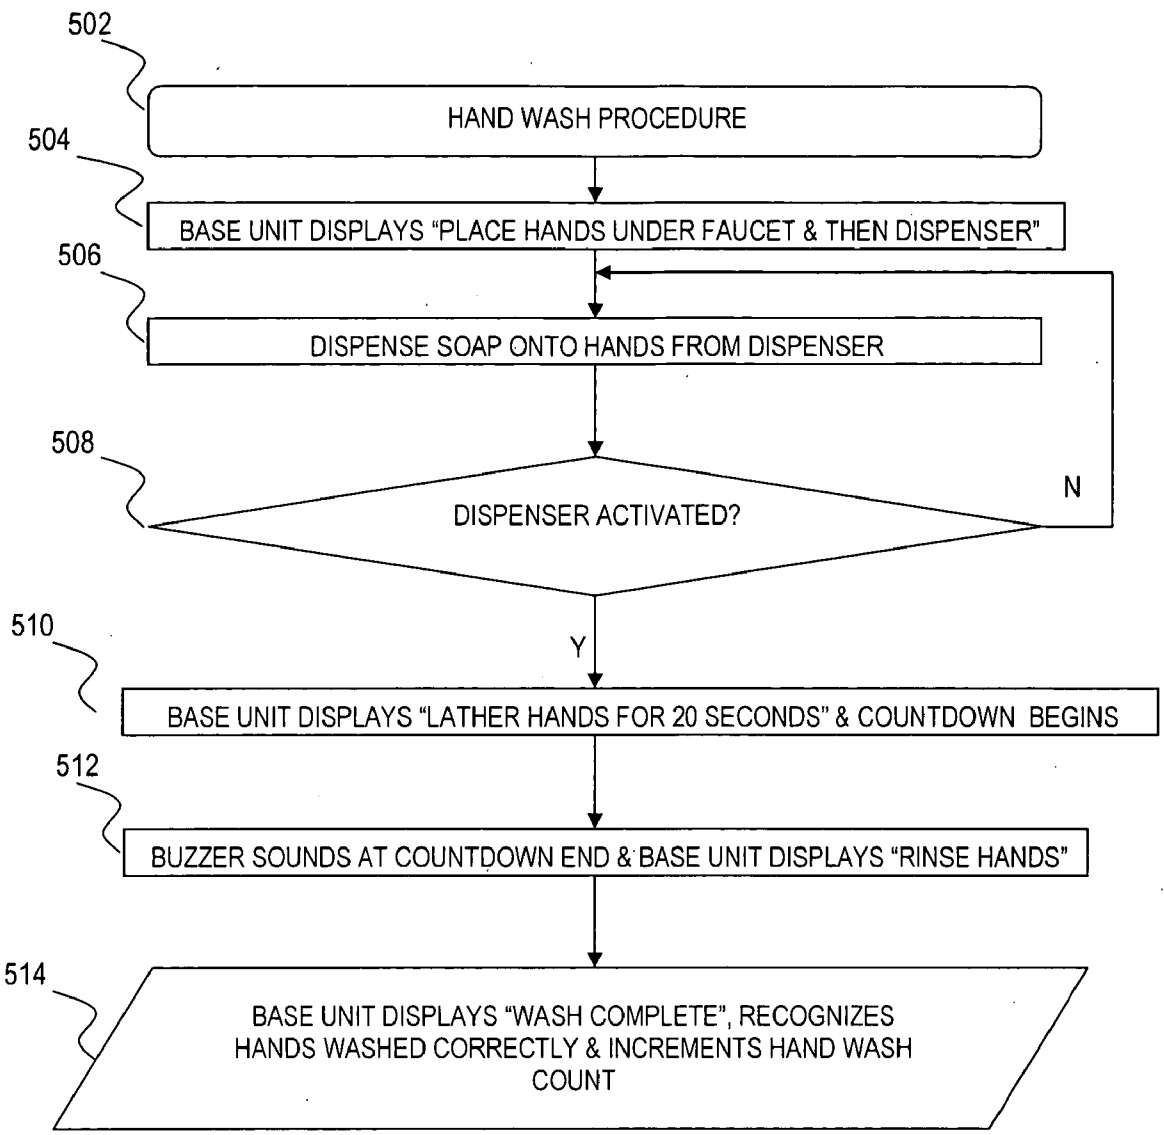 502
HAND WASH PROCEDURE
504
BASE UNIT DISPLAYS “PLACE HANDS UNDER FAUCET & THEN DISPENSER”
506
DISPENSE SOAP ONTO HANDS FROM DISPENSER
508
DISPENSER ACTIVATED?
N
Y
510
BASE UNIT DISPLAYS “LATHER HANDS FOR 20 SECONDS” & COUNTDOWN BEGINS
512
BUZZER SOUNDS AT COUNTDOWN END & BASE UNIT DISPLAYS “RINSE HANDS”
514
BASE UNIT DISPLAYS “WASH COMPLETE”, RECOGNIZES
HANDS WASHED CORRECTLY & INCREMENTS HAND WASH
COUNT